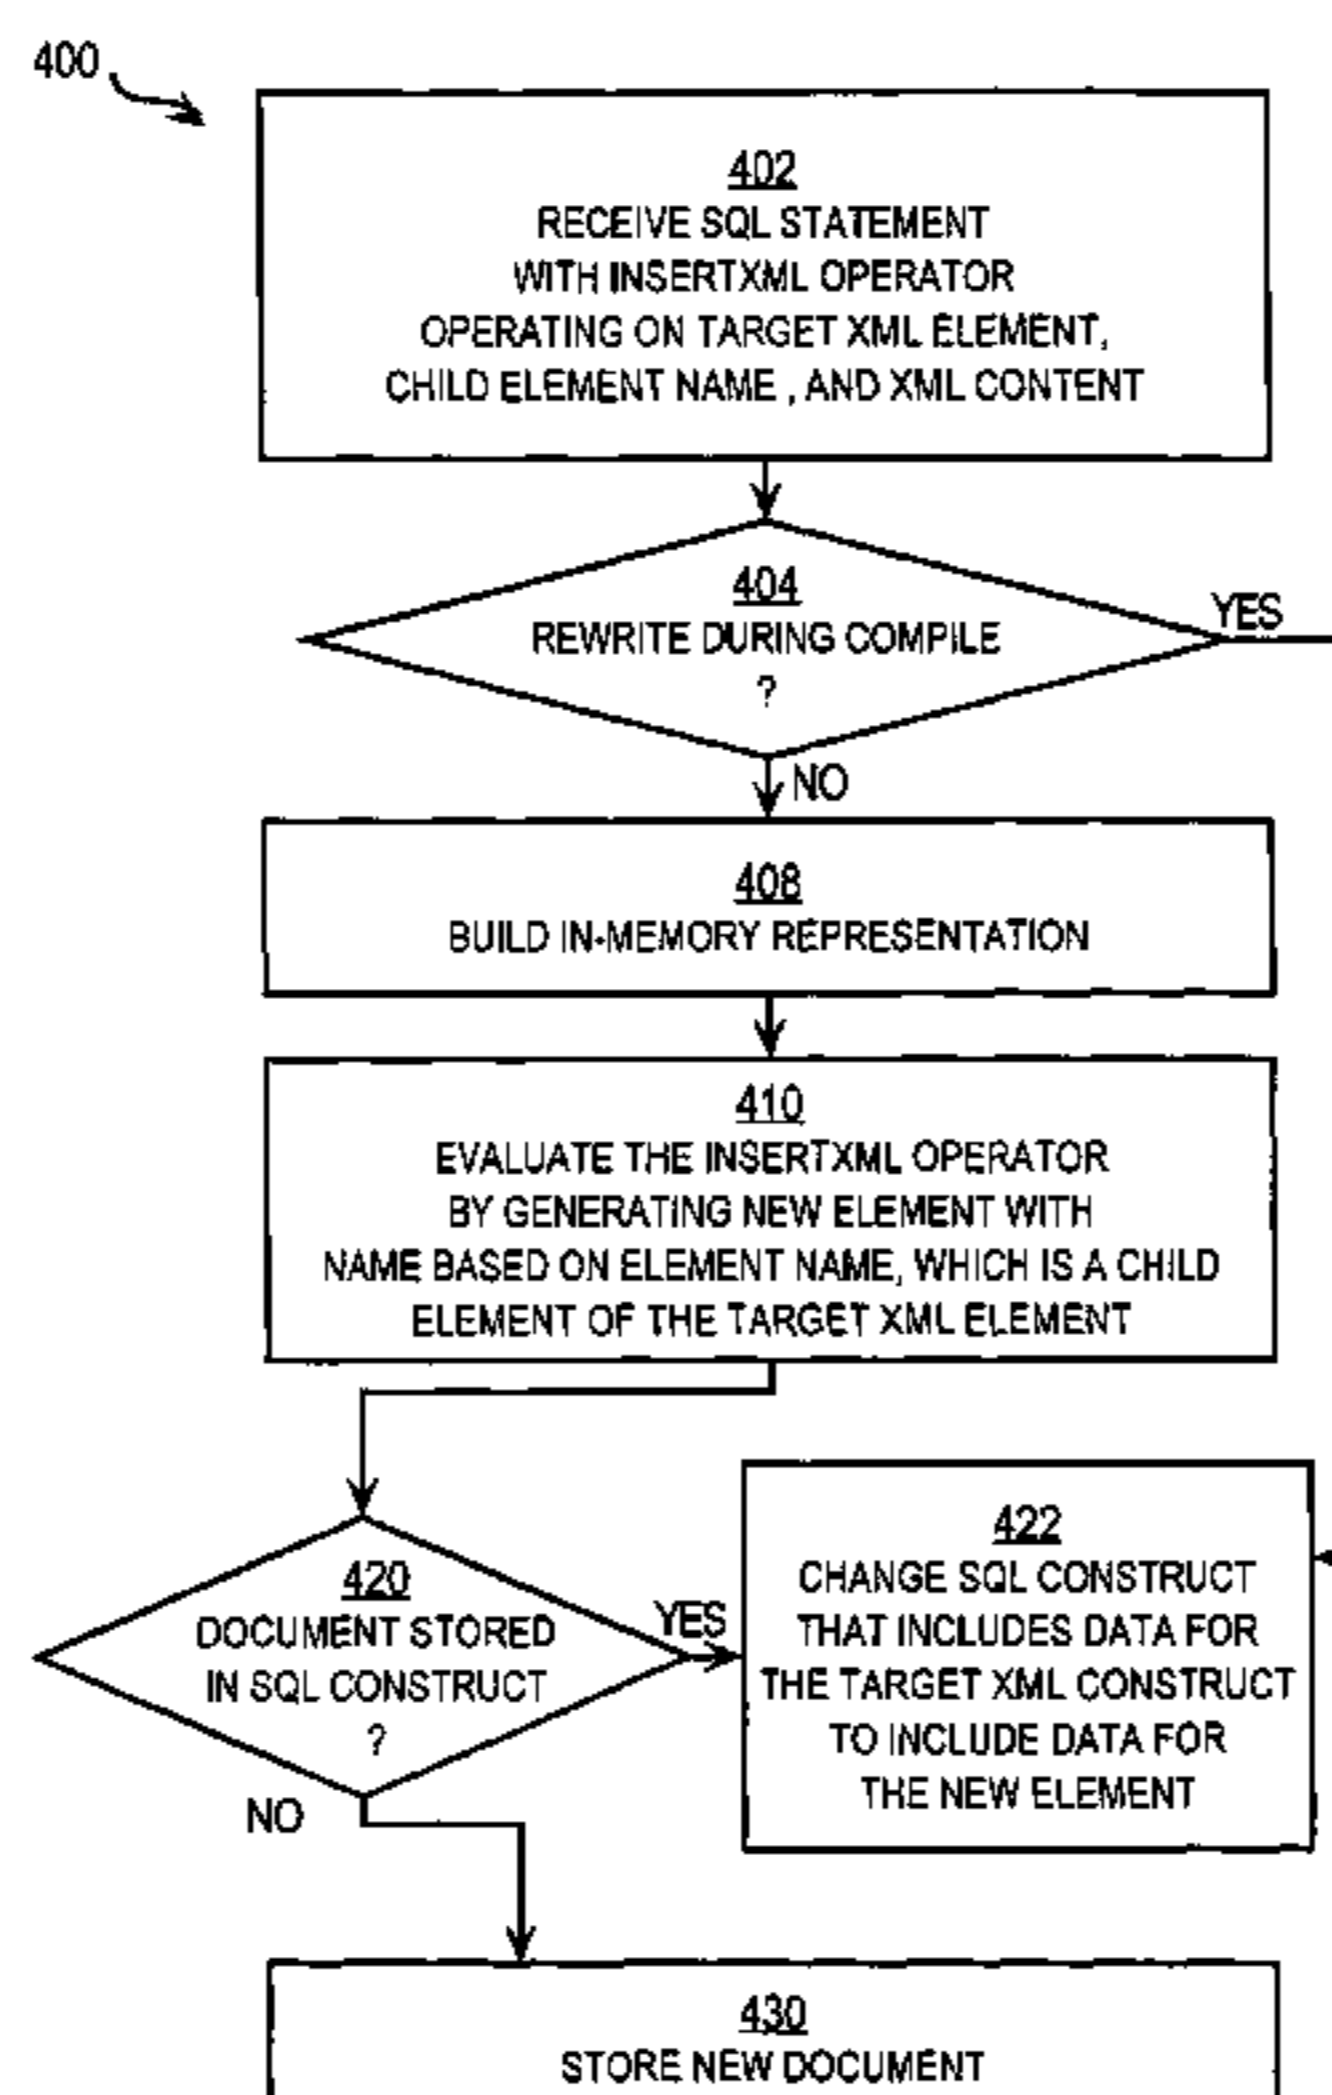 400
402
RECEIVE SQL STATEMENT
WITH INSERTXML OPERATOR
OPERATING ON TARGET XML ELEMENT,
CHILD ELEMENT NAME , AND XML CONTENT
404
REWRITE DURING COMPILE
?
YES
NO
408
BUILD IN-MEMORY REPRESENTATION
410
EVALUATE THE INSERTXML OPERATOR
BY GENERATING NEW ELEMENT WITH
NAME BASED ON ELEMENT NAME, WHICH IS A CHILD
ELEMENT OF THE TARGET XML ELEMENT
420
DOCUMENT STORED
IN SQL CONSTRUCT
?
YES
NO
422
CHANGE SQL CONSTRUCT
THAT INCLUDES DATA FOR
THE TARGET XML CONSTRUCT
TO INCLUDE DATA FOR
THE NEW ELEMENT
430
STORE NEW DOCUMENT